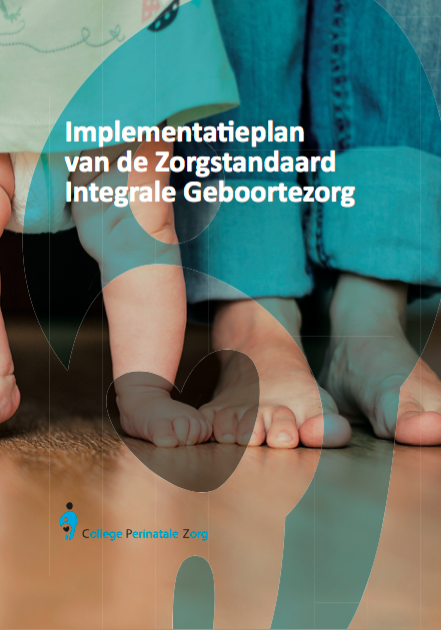 Implementatieplan
van de Zorgstandaard
Integrale Geboortezorg
College Perinatale Zorg